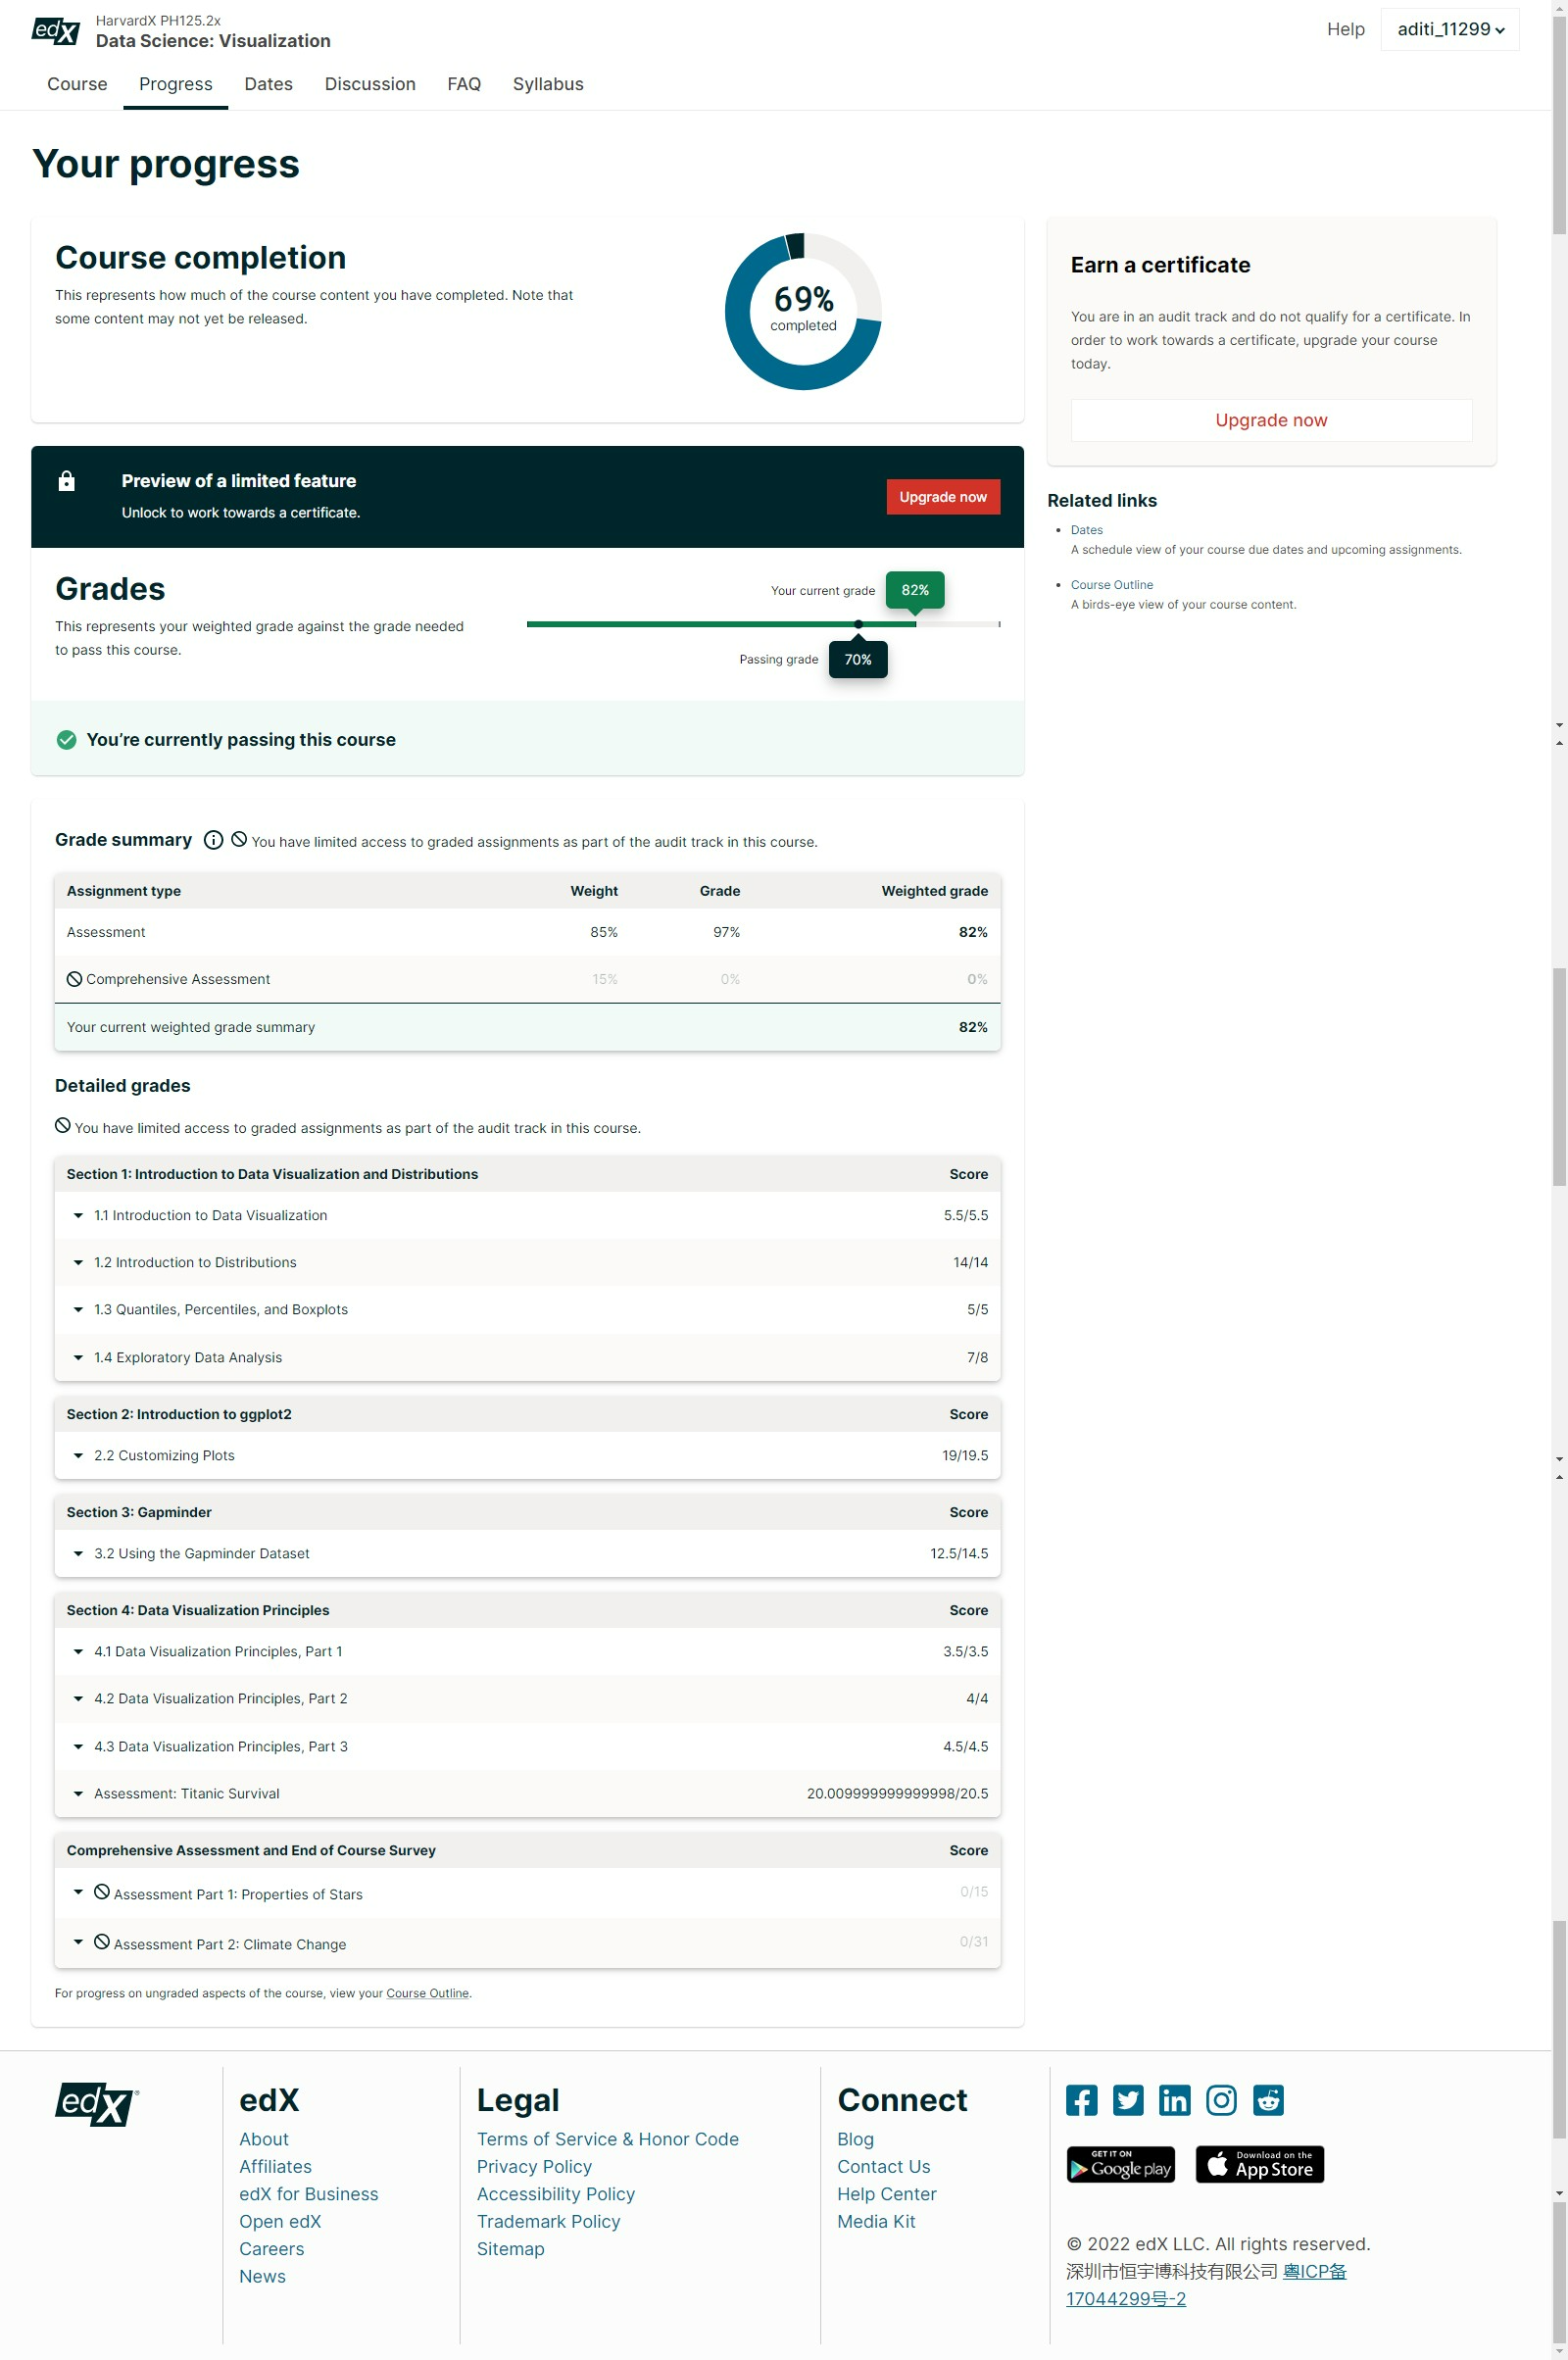 edX
HarvardX PH125.2x
Data Science: Visualization
Help
aditi_11299
Course Progress Dates Discussion FAQ Syllabus
Your progress
Course completion
This represents how much of the course content you have completed. Note that
some content may not yet be released.
69%
completed
Earn a certificate
You are in an audit track and do not qualify for a certificate. In
order to work towards a certificate, upgrade your course
today.
Upgrade now
Preview of a limited feature
Unlock to work towards a certificate.
Upgrade now
Related links
Dates
A schedule view of your course due dates and upcoming assignments.
Course Outline
A birds-eye view of your course content.
Grades
This represents your weighted grade against the grade needed
to pass this course.
Your current grade 82%
Passing grade 70%
You’re currently passing this course
Grade summary You have limited access to graded assignments as part of the audit track in this course.
Assignment type Weight Grade Weighted grade
Assessment 85% 97% 82%
Comprehensive Assessment 15% 0% 0%
Your current weighted grade summary 82%
Detailed grades
You have limited access to graded assignments as part of the audit track in this course.
Section 1: Introduction to Data Visualization and Distributions Score
1.1 Introduction to Data Visualization 5.5/5.5
1.2 Introduction to Distributions 14/14
1.3 Quantiles, Percentiles, and Boxplots 5/5
1.4 Exploratory Data Analysis 7/8
Section 2: Introduction to ggplot2 Score
2.2 Customizing Plots 19/19.5
Section 3: Gapminder Score
3.2 Using the Gapminder Dataset 12.5/14.5
Section 4: Data Visualization Principles Score
4.1 Data Visualization Principles, Part 1 3.5/3.5
4.2 Data Visualization Principles, Part 2 4/4
4.3 Data Visualization Principles, Part 3 4.5/4.5
Assessment: Titanic Survival 20.009999999999998/20.5
Comprehensive Assessment and End of Course Survey Score
Assessment Part 1: Properties of Stars 0/15
Assessment Part 2: Climate Change 0/31
For progress on ungraded aspects of the course, view your Course Outline.
edX
edX
About
Affiliates
edX for Business
Open edX
Careers
News
Legal
Terms of Service & Honor Code
Privacy Policy
Accessibility Policy
Trademark Policy
Sitemap
Connect
Blog
Contact Us
Help Center
Media Kit
GET IT ON
Google play
Download on the
App Store
© 2022 edX LLC. All rights reserved.
深圳市恒宇博科技有限公司 粤ICP备
17044299号-2